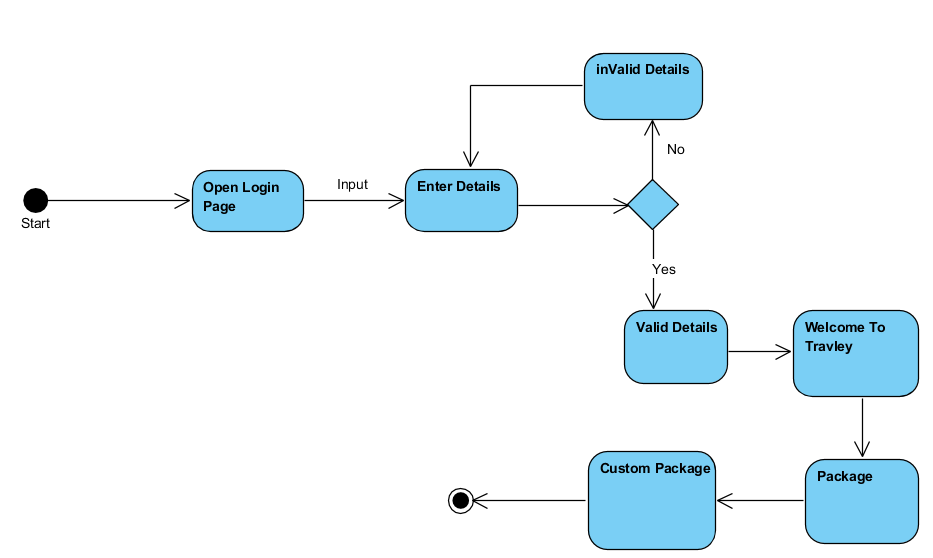 inValid Details
No
Open Login
Page
Input
Enter Details
Start
Yes
Valid Details
Welcome To
Travley
Custom Package
Package